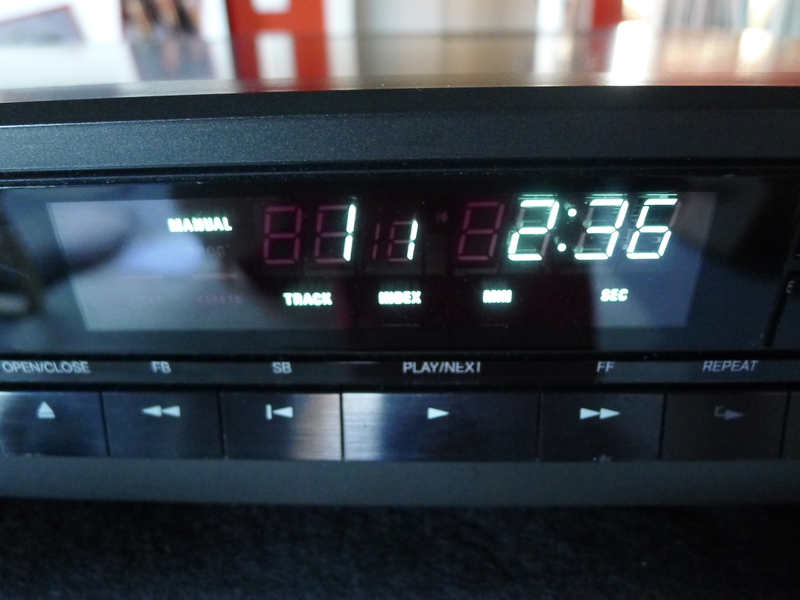 MANUAL
1 1 2:36
TRACK INDEX MIN SEC
OPEN/CLOSE FB SB PLAY/NEXT FF REPEAT